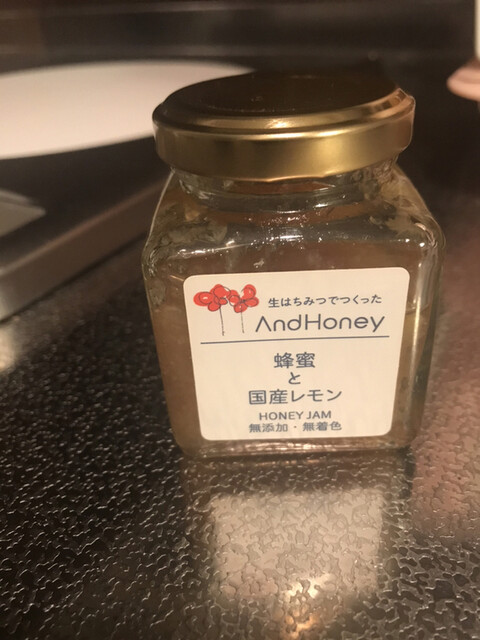 生はちみつでつくった
AndHoney
蜂蜜
と
国産レモン
HONEY JAM
無添加・無着色